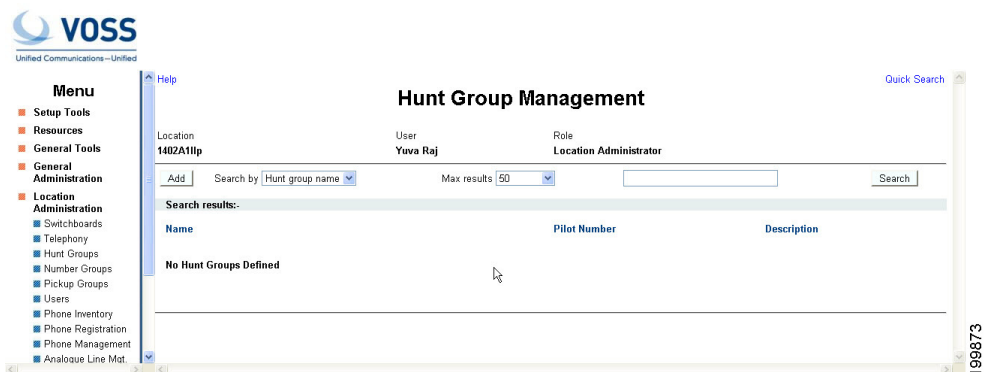 VOSS
Unified Communications—Unified
Menu
Setup Tools
Resources
General Tools
General
Administration
Location
Administration
Switchboards
Telephony
Hunt Groups
Number Groups
Pickup Groups
Users
Phone Inventory
Phone Registration
Phone Management
Analogue Line Mgt.
Help
Quick Search
Hunt Group Management
Location User Role
1402A1llp Yuva Raj Location Administrator
Add Search by Hunt group name Max results 50 Search
Search results:-
Name Pilot Number Description
No Hunt Groups Defined
199873